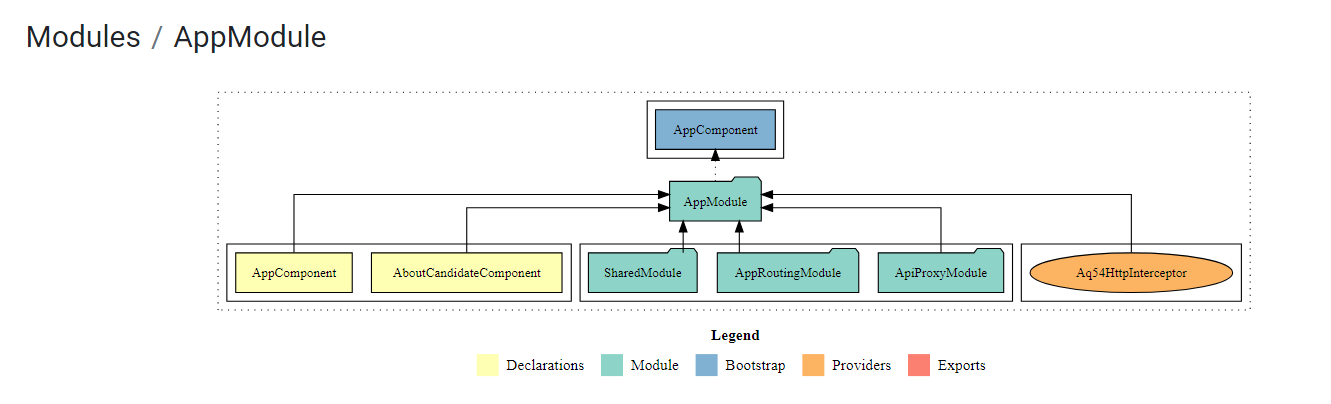 Modules / AppModule
AppComponent
AppModule
AppComponent AboutCandidateComponent SharedModule AppRoutingModule ApiProxyModule Aq54HttpInterceptor
Legend
Declarations Module Bootstrap Providers Exports